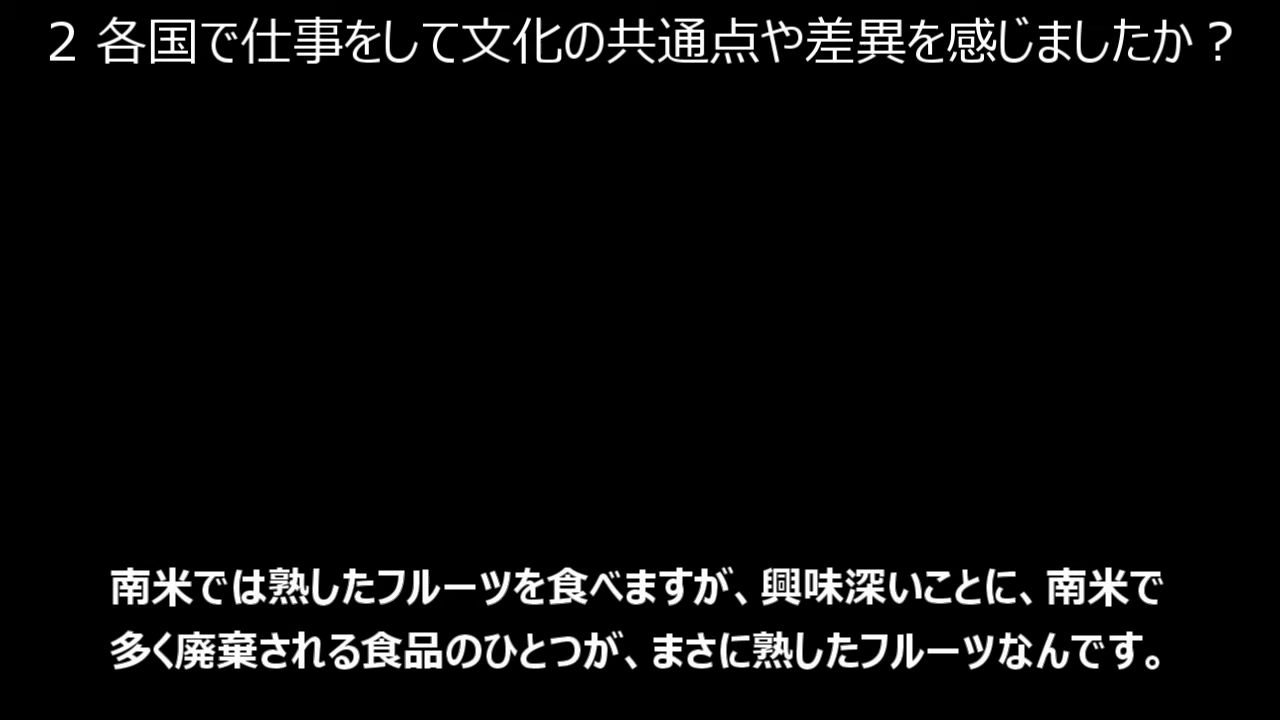 2 各国で仕事をして文化の共通点や差異を感じましたか？
南米では熟したフルーツを食べますが、興味深いことに、南米で
多く廃棄される食品のひとつが、まさに熟したフルーツなんです。